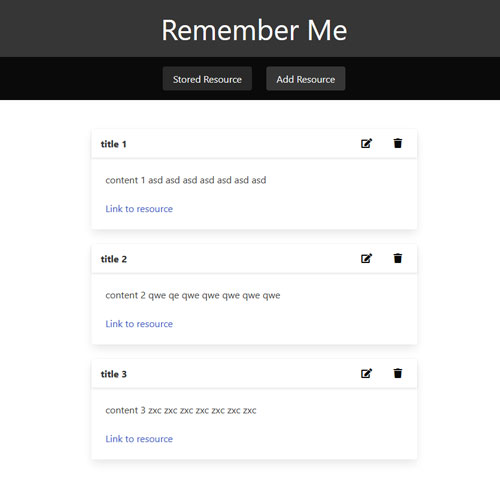 Remember Me
Stored Resource
Add Resource
title 1
content 1 asd asd asd asd asd asd asd
Link to resource
title 2
content 2 qwe qe qwe qwe qwe qwe qwe
Link to resource
title 3
content 3 zxc zxc zxc zxc zxc zxc zxc
Link to resource